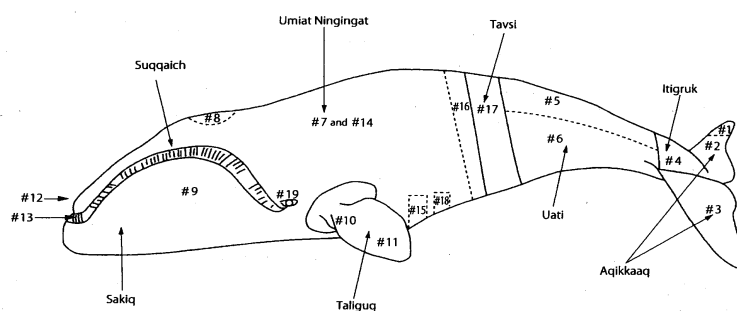 Umiat Ningingat
Tavsi
Suqqaich
Itigruk
#8
#7 and #14
#16
#17
#5
#1
#2
#4
#6
#12
#13
#9
#19
#10
#11
#15
#18
#3
Uati
Aqikkaaq
Sakiq
Taliguq